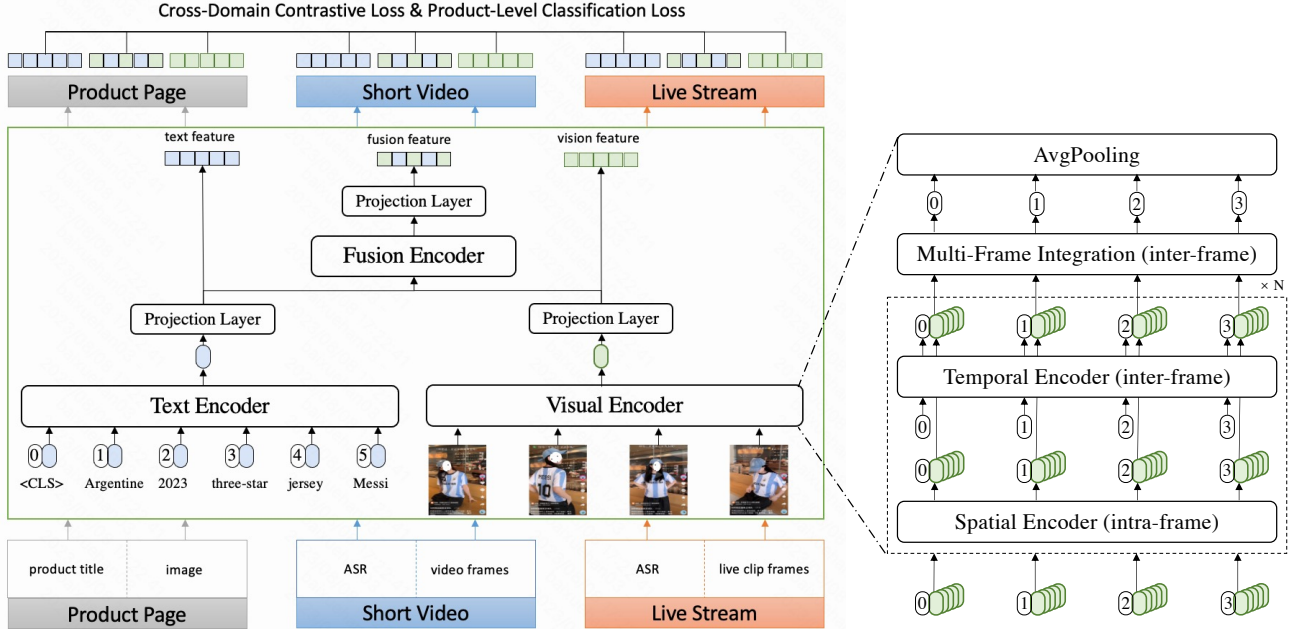 Cross-Domain Contrastive Loss & Product-Level Classification Loss
Product Page
Short Video
Live Stream
text feature
fusion feature
vision feature
Projection Layer
Fusion Encoder
Projection Layer
Projection Layer
Text Encoder
Visual Encoder
0 1 2 3 4 5
<CLS> Argentine 2023 three-star jersey Messi
10
product title
image
ASR
video frames
ASR
live clip frames
Product Page
Short Video
Live Stream
AvgPooling
0 1 2 3
Multi-Frame Integration (inter-frame)
× N
0 1 2 3
Temporal Encoder (inter-frame)
0 1 2 3
0 1 2 3
Spatial Encoder (intra-frame)
0 1 2 3